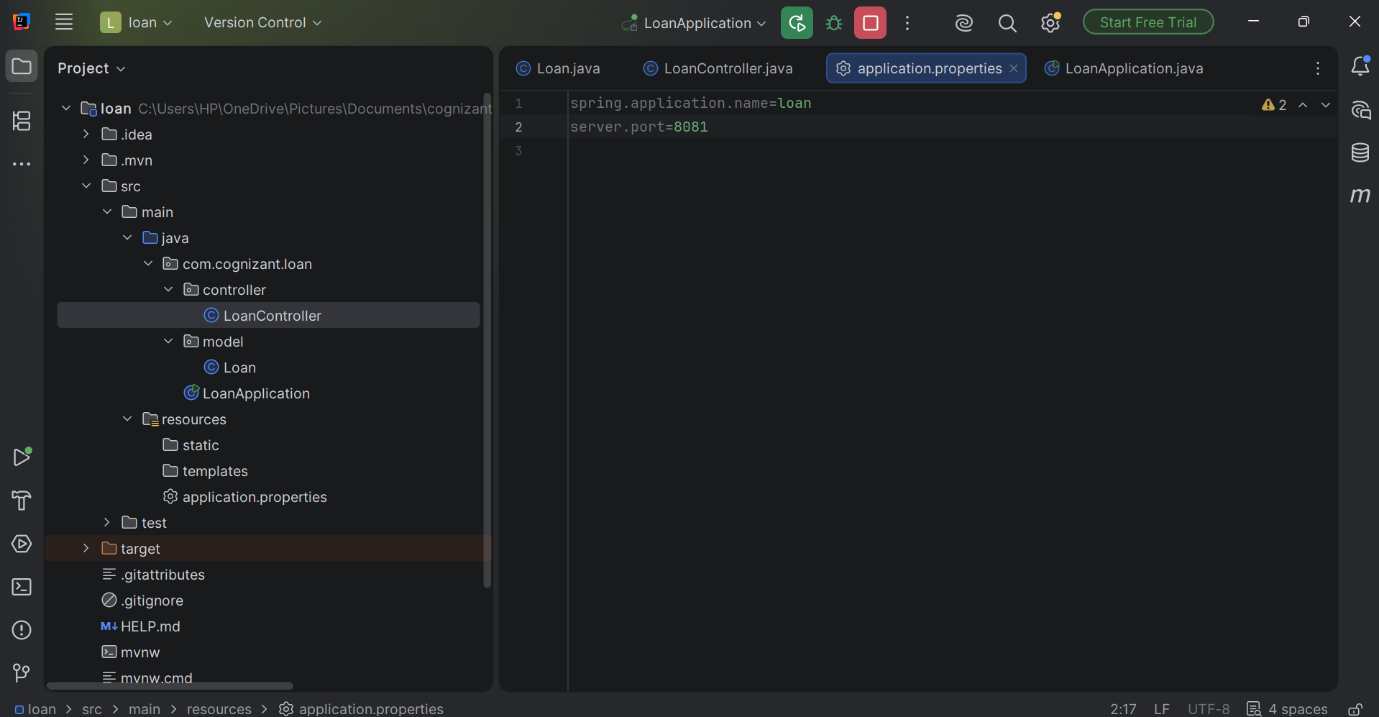 L loan Version Control LoanApplication Start Free Trial
Project
Loan.java LoanController.java application.properties LoanApplication.java
loan C:\Users\HP\OneDrive\Pictures\Documents\cognizant
.idea
.mvn
src
main
java
com.cognizant.loan
controller
LoanController
model
Loan
LoanApplication
resources
static
templates
application.properties
test
target
.gitattributes
.gitignore
M↓ HELP.md
mvnw
mvnw.cmd
1 spring.application.name=loan
2 server.port=8081
3
2
m
loan > src > main > resources > application.properties 2:17 LF UTF-8 4 spaces